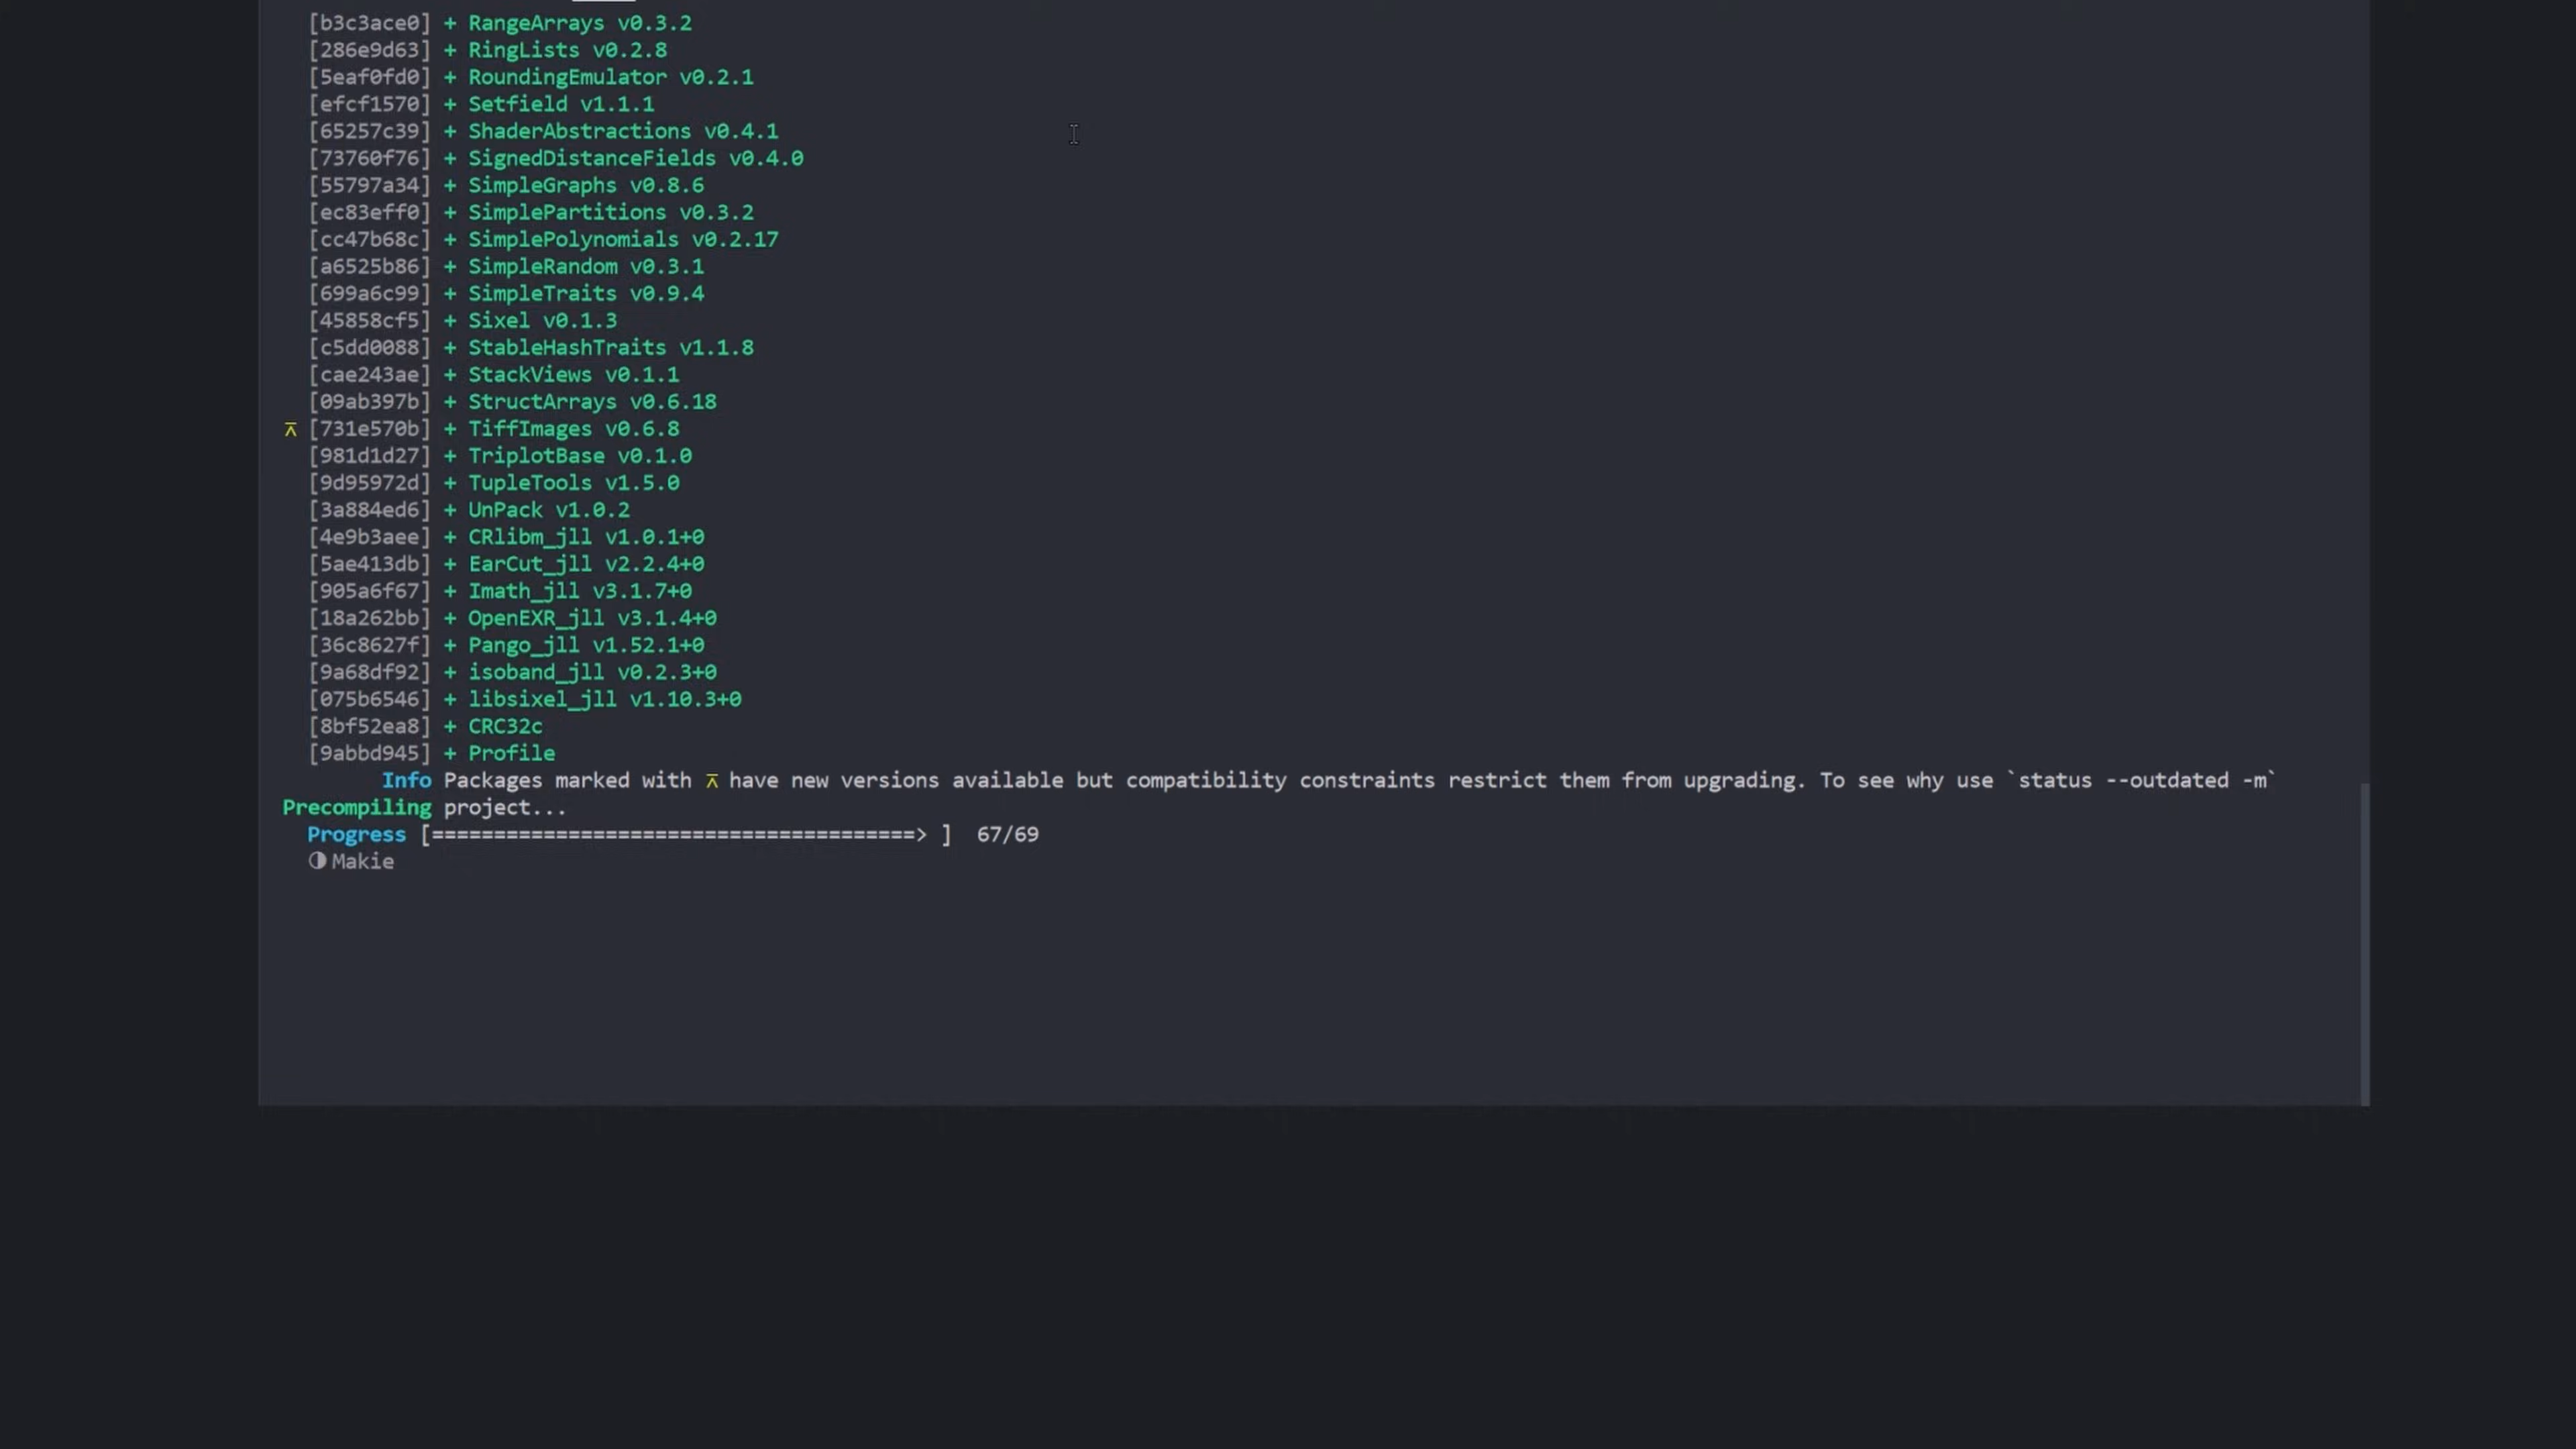 [b3c3ace0] + RangeArrays v0.3.2
[286e9d63] + RingLists v0.2.8
[5eaf0fd0] + RoundingEmulator v0.2.1
[efcf1570] + Setfield v1.1.1
[65257c39] + ShaderAbstractions v0.4.1
[73760f76] + SignedDistanceFields v0.4.0
[55797a34] + SimpleGraphs v0.8.6
[ec83eff0] + SimplePartitions v0.3.2
[cc47b68c] + SimplePolynomials v0.2.17
[a6525b86] + SimpleRandom v0.3.1
[699a6c99] + SimpleTraits v0.9.4
[45858cf5] + Sixel v0.1.3
[c5dd0088] + StableHashTraits v1.1.8
[cae243ae] + StackViews v0.1.1
[09ab397b] + StructArrays v0.6.18
⌅ [731e570b] + TiffImages v0.6.8
[981d1d27] + TriplotBase v0.1.0
[9d95972d] + TupleTools v1.5.0
[3a884ed6] + UnPack v1.0.2
[4e9b3aee] + CRlibm_jll v1.0.1+0
[5ae413db] + EarCut_jll v2.2.4+0
[905a6f67] + Imath_jll v3.1.7+0
[18a262bb] + OpenEXR_jll v3.1.4+0
[36c8627f] + Pango_jll v1.52.1+0
[9a68df92] + isoband_jll v0.2.3+0
[075b6546] + libsixel_jll v1.10.3+0
[8bf52ea8] + CRC32c
[9abbd945] + Profile
Info Packages marked with ⌅ have new versions available but compatibility constraints restrict them from upgrading. To see why use `status --outdated -m`
Precompiling project...
Progress [=======================================> ] 67/69
◑ Makie